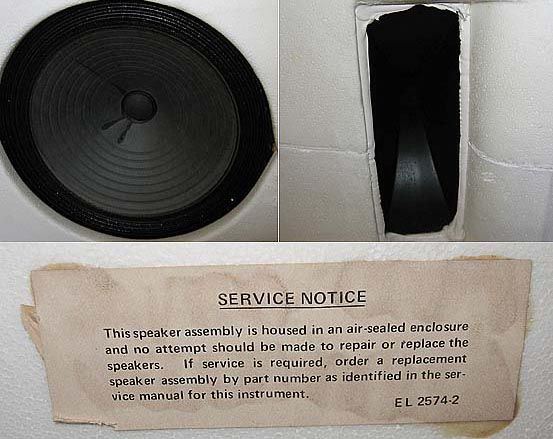 SERVICE NOTICE
This speaker assembly is housed in an air-sealed enclosure
and no attempt should be made to repair or replace the
speakers. If service is required, order a replacement
speaker assembly by part number as identified in the ser-
vice manual for this instrument.
EL 2574-2